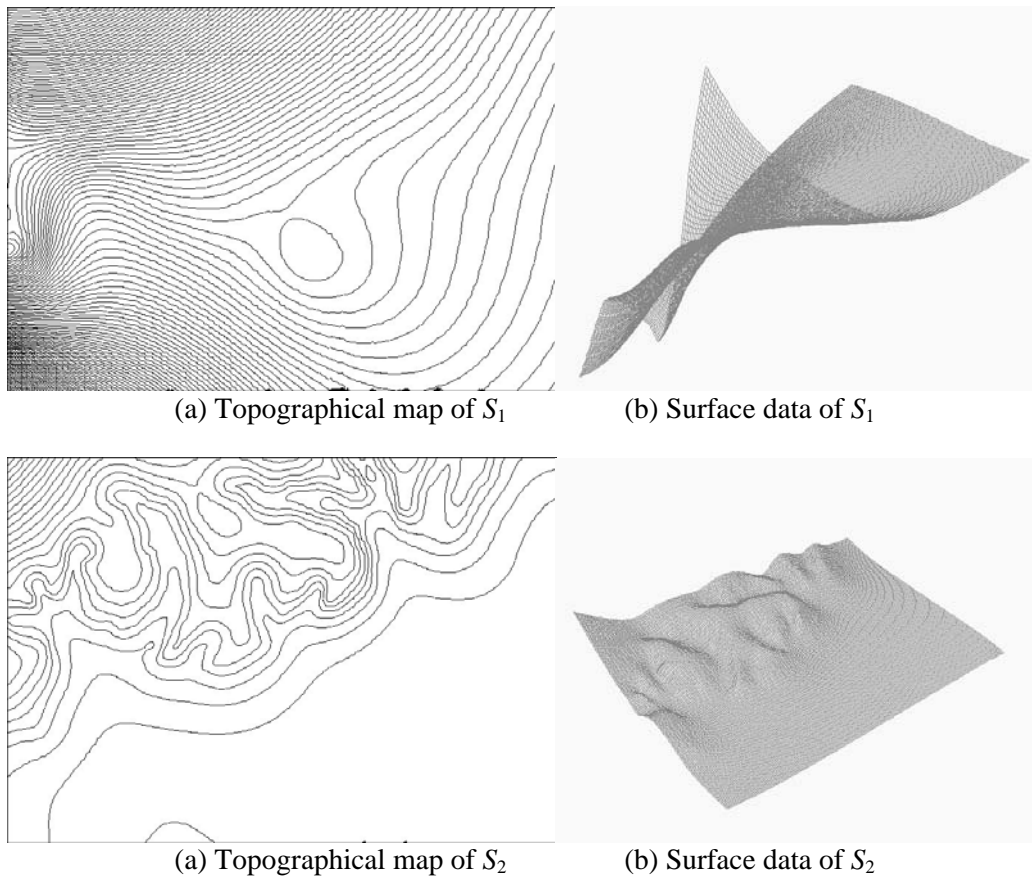 (a) Topographical map of S1
(b) Surface data of S1
(a) Topographical map of S2
(b) Surface data of S2